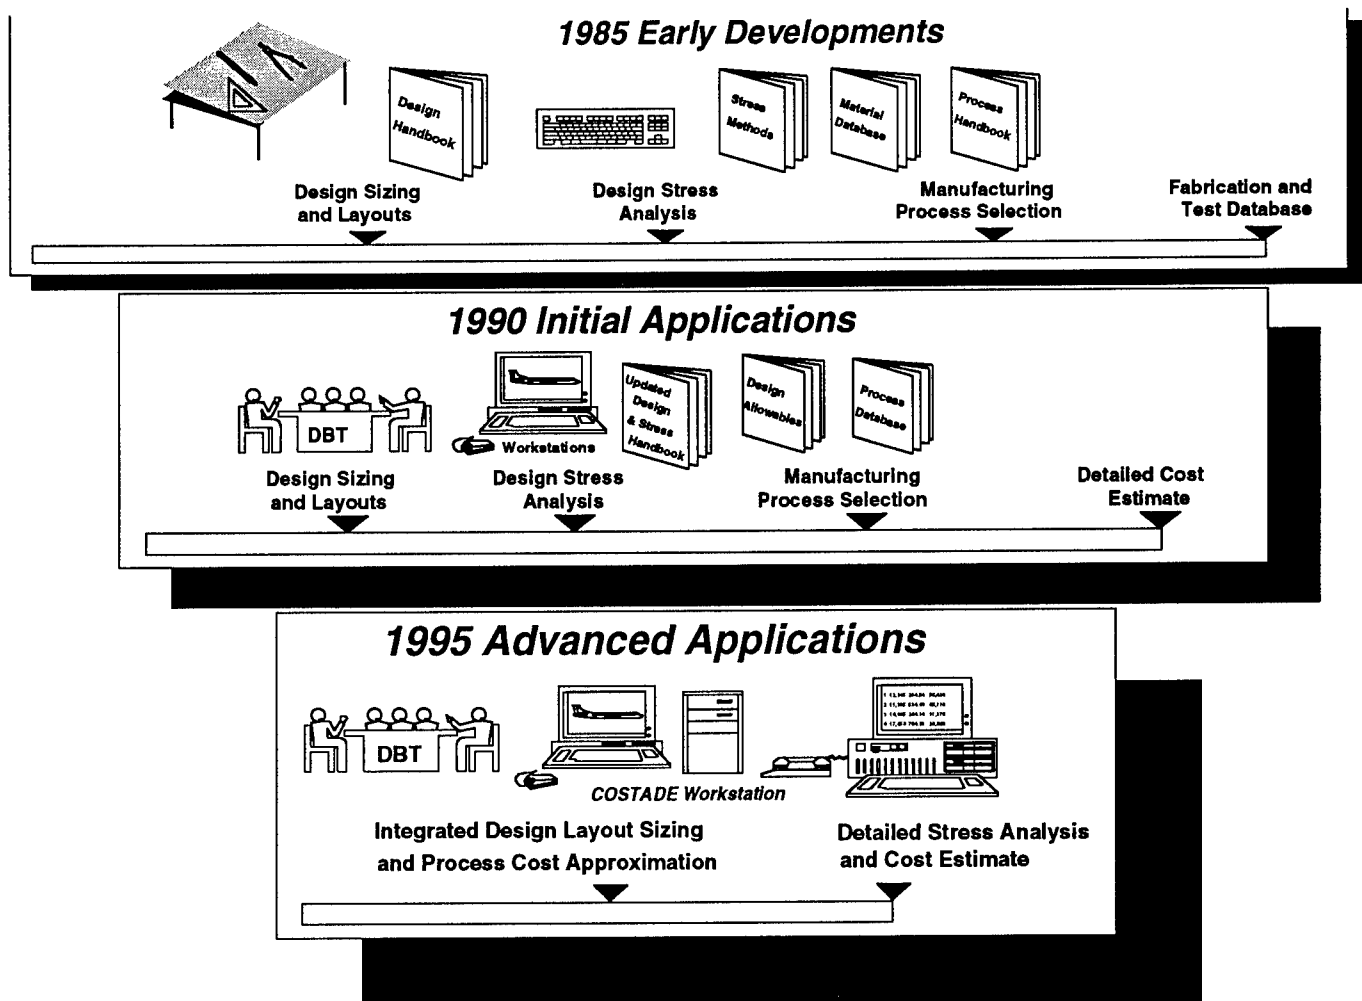 1985 Early Developments
Design
Handbook
Stress
Methods
Material
Database
Process
Handbook
Design Sizing
and Layouts
Design Stress
Analysis
Manufacturing
Process Selection
Fabrication and
Test Database
1990 Initial Applications
DBT
Workstations
Updated
Design
& Stress
Handbook
Design
Allowables
Process
Database
Design Sizing
and Layouts
Design Stress
Analysis
Manufacturing
Process Selection
Detailed Cost
Estimate
1995 Advanced Applications
DBT
COSTADE Workstation
Integrated Design Layout Sizing
and Process Cost Approximation
Detailed Stress Analysis
and Cost Estimate